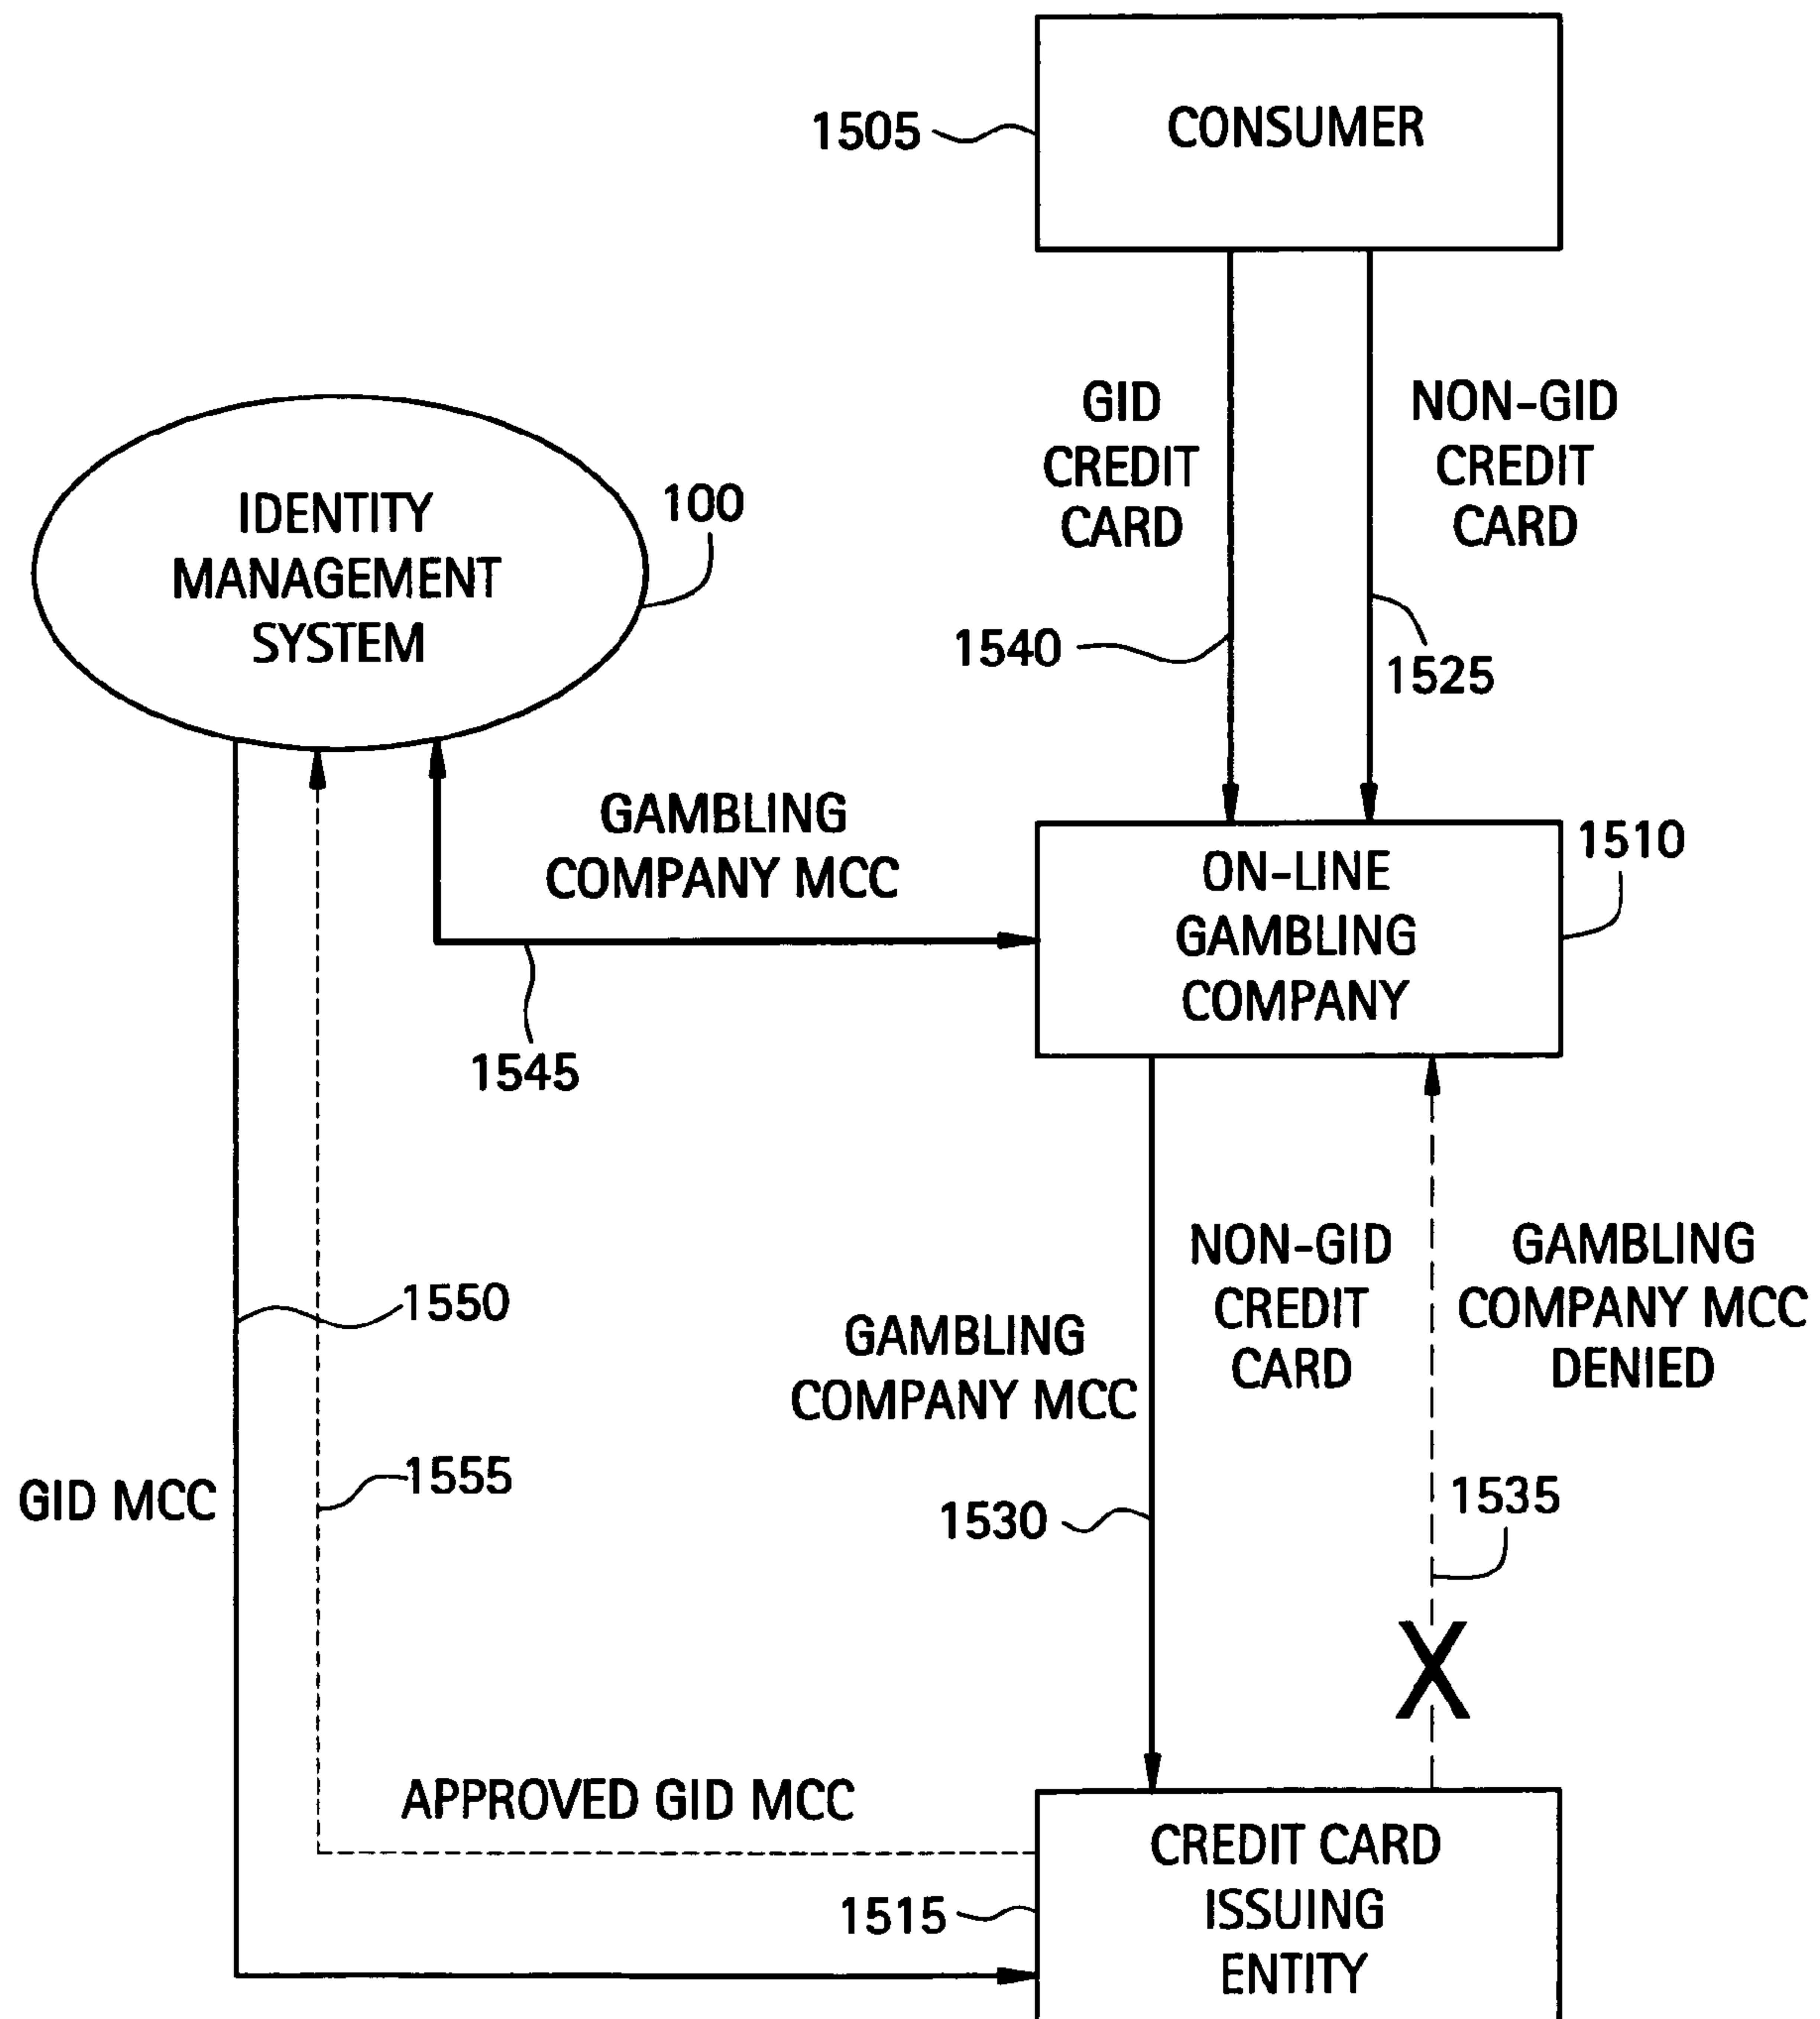 1505
CONSUMER
GID
CREDIT
CARD
NON-GID
CREDIT
CARD
IDENTITY
MANAGEMENT
SYSTEM
100
1540
1525
GAMBLING
COMPANY MCC
1545
ON-LINE
GAMBLING
COMPANY
1510
1550
GID MCC
1555
GAMBLING
COMPANY MCC
1530
NON-GID
CREDIT
CARD
GAMBLING
COMPANY MCC
DENIED
1535
X
APPROVED GID MCC
1515
CREDIT CARD
ISSUING
ENTITY